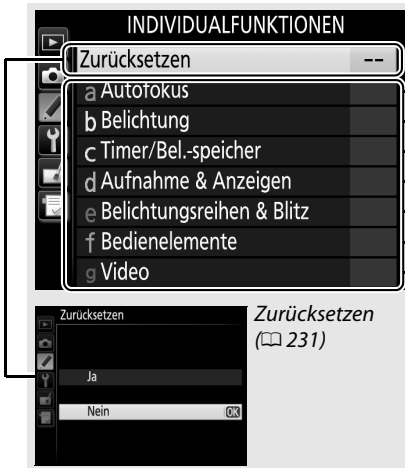 INDIVIDUALFUNKTIONEN
Zurücksetzen --
a Autofokus
b Belichtung
c Timer/Bel.-speicher
d Aufnahme & Anzeigen
e Belichtungsreihen & Blitz
f Bedienelemente
g Video
Zurücksetzen
Ja
Nein OK
Zurücksetzen
(📖 231)